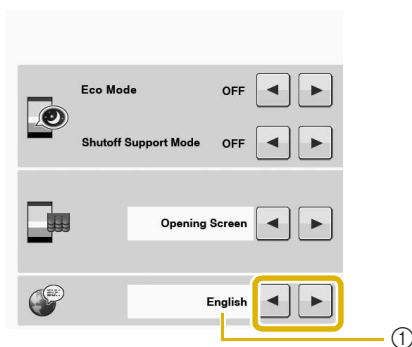 Eco Mode OFF
Shutoff Support Mode OFF
Opening Screen
English
①